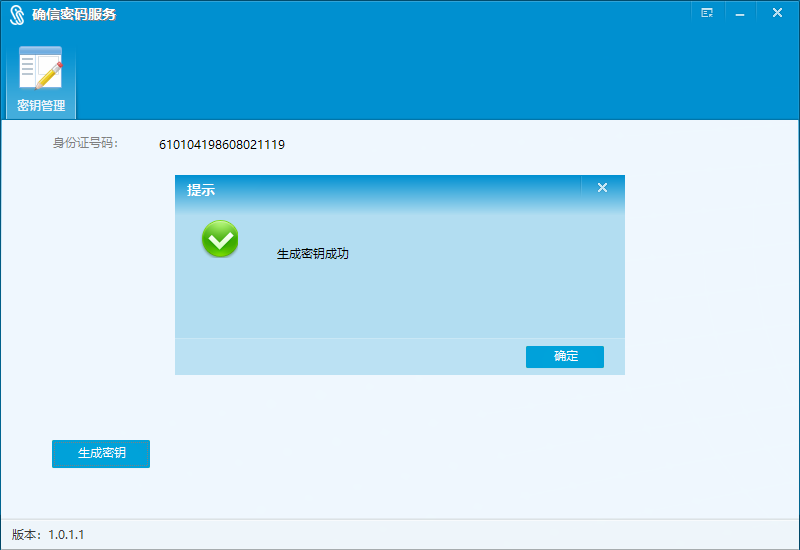 确信密码服务
密钥管理
身份证号码：
610104198608021119
提示
生成密钥成功
确定
生成密钥
版本：1.0.1.1